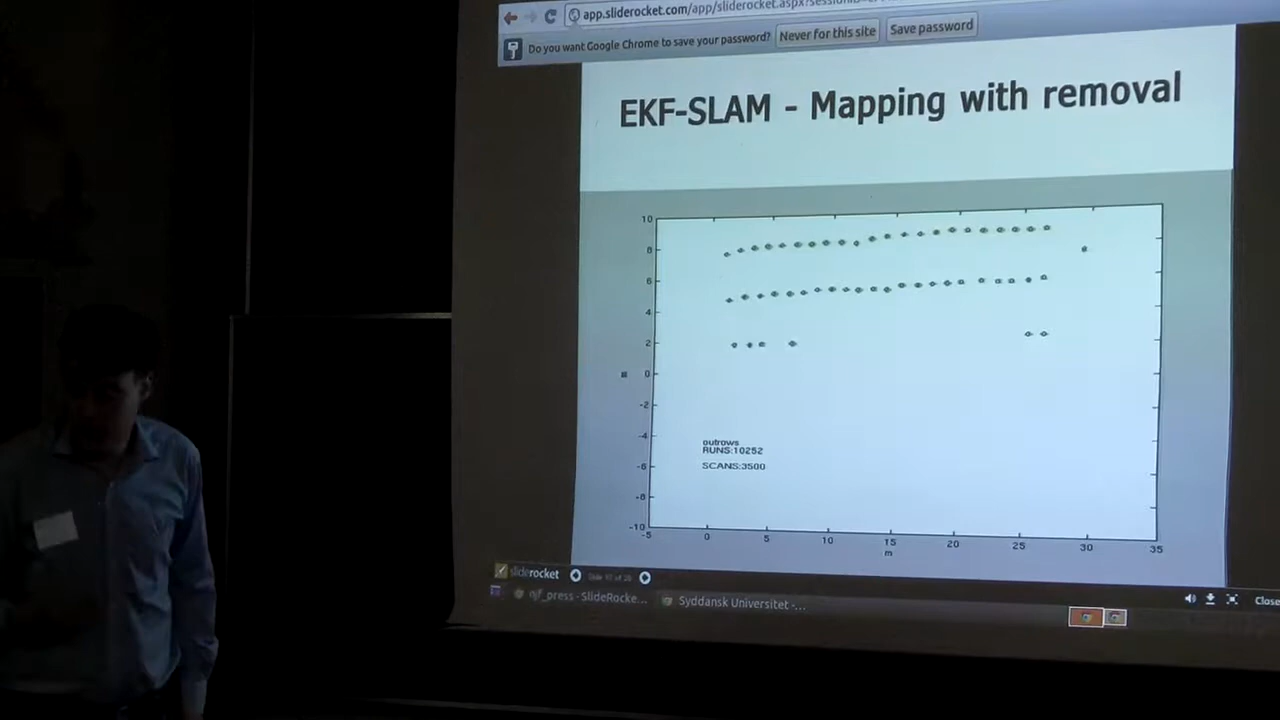 app.sliderocket.com/app/sliderocket.aspx?sessionid=
Do you want Google Chrome to save your password? Never for this site Save password
EKF-SLAM - Mapping with removal
10
8
6
4
2
0
-2
-4
-6
-8
-10
outrows
RUNS:10252
SCANS:3500
-5 0 5 10 15 20 25 30 35
m
sliderocket
Close
njf_press - SlideRocke... Syddansk Universitet -...